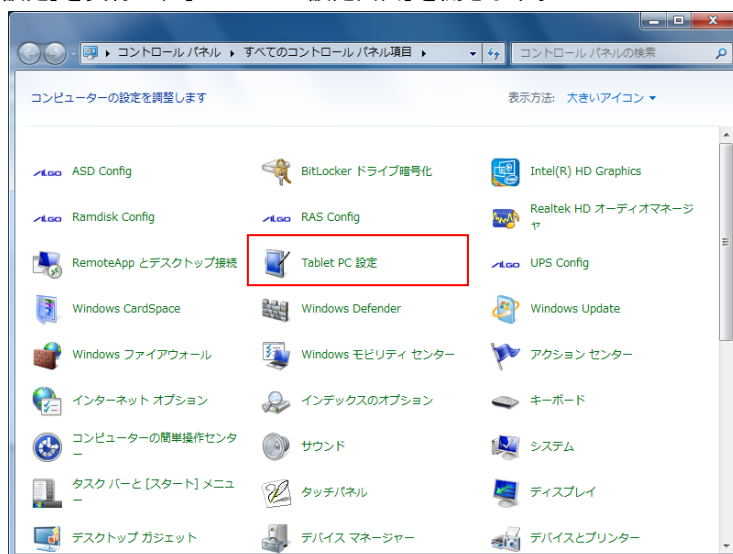 コントロール パネル ▸ すべてのコントロール パネル項目 ▸
コントロール パネルの検索
コンピューターの設定を調整します
表示方法: 大きいアイコン
ALGO ASD Config
BitLocker ドライブ暗号化
Intel(R) HD Graphics
ALGO Ramdisk Config
ALGO RAS Config
Realtek HD オーディオマネージ
ャ
RemoteApp とデスクトップ接続
Tablet PC 設定
ALGO UPS Config
Windows CardSpace
Windows Defender
Windows Update
Windows ファイアウォール
Windows モビリティ センター
アクション センター
インターネット オプション
インデックスのオプション
キーボード
コンピューターの簡単操作センタ
ー
サウンド
システム
タスク バーと [スタート] メニュ
ー
タッチパネル
ディスプレイ
デスクトップ ガジェット
デバイス マネージャー
デバイスとプリンター